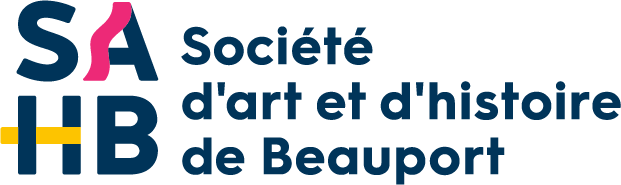 SA
HB
Société
d'art et d'histoire
de Beauport